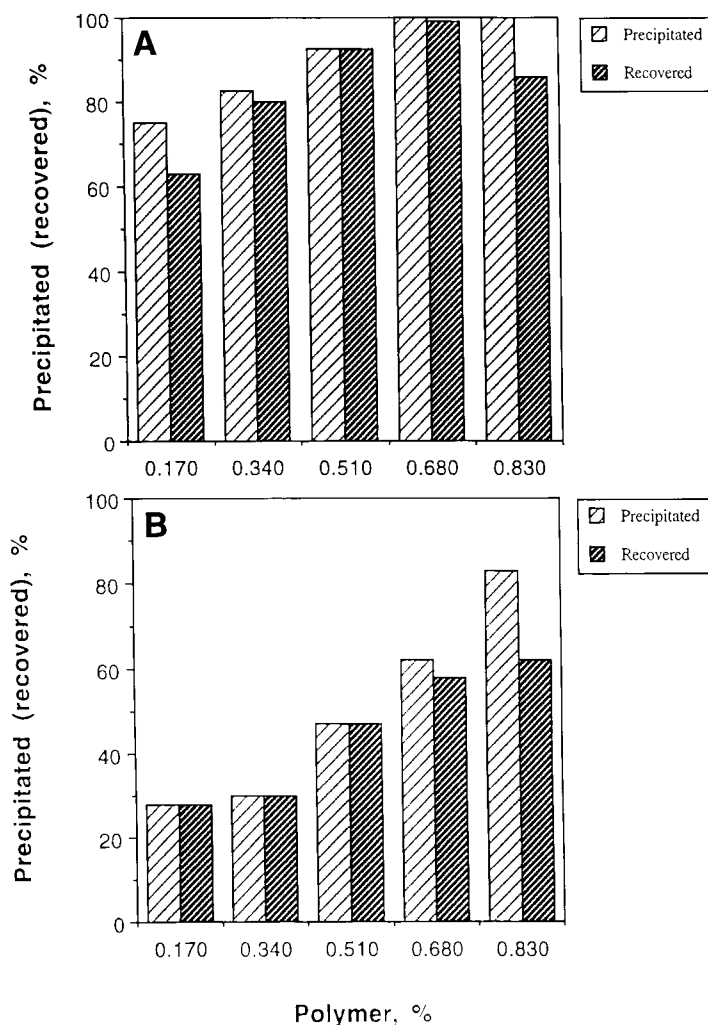 A
Precipitated (recovered), %
100
80
60
40
20
0
0.170 0.340 0.510 0.680 0.830
Precipitated
Recovered
B
Precipitated (recovered), %
100
80
60
40
20
0
0.170 0.340 0.510 0.680 0.830
Precipitated
Recovered
Polymer, %